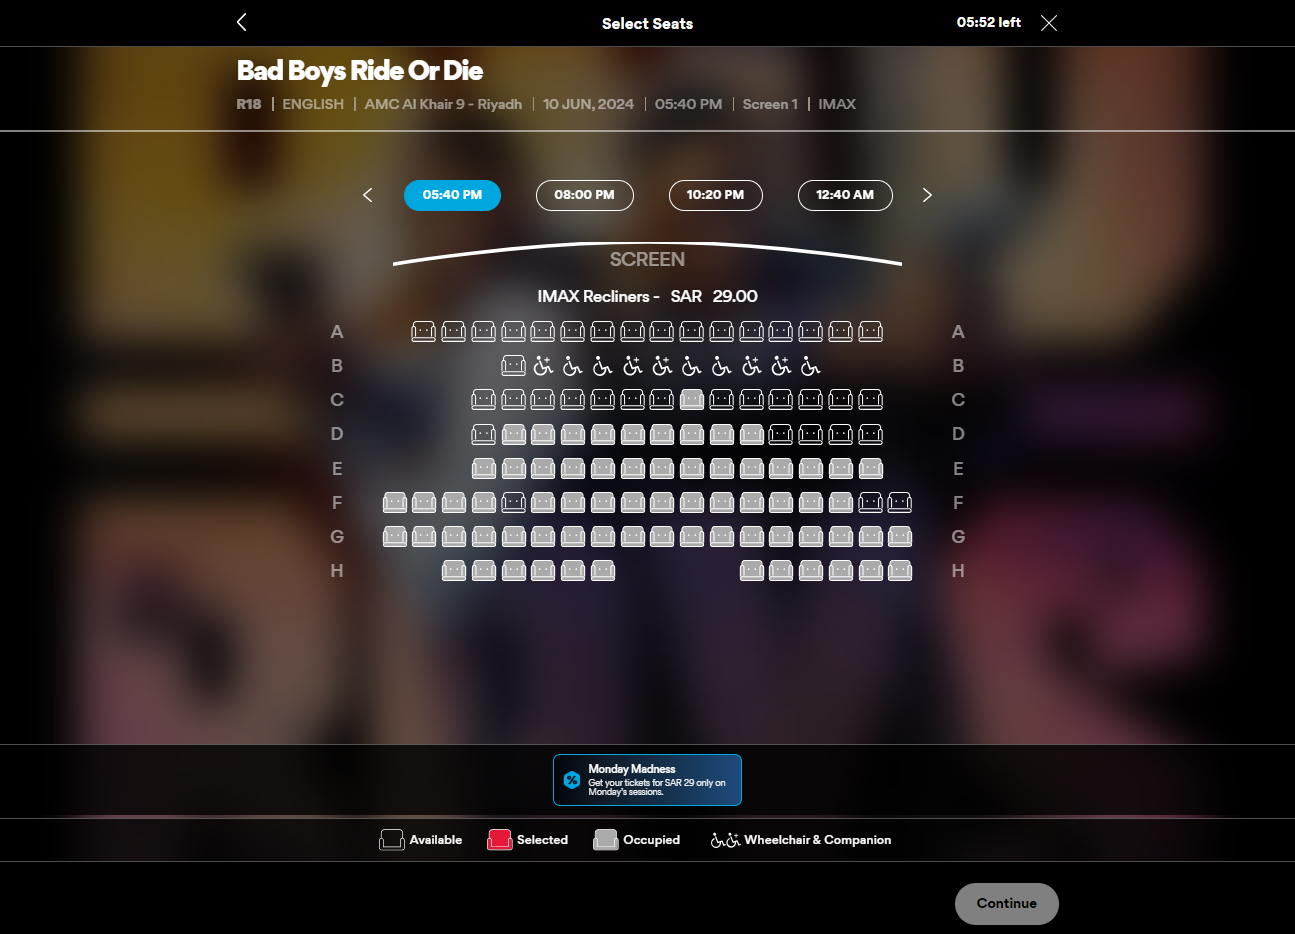 Select Seats
05:52 left
Bad Boys Ride Or Die
R18 | ENGLISH | AMC Al Khair 9 - Riyadh | 10 JUN, 2024 | 05:40 PM | Screen 1 | IMAX
05:40 PM 08:00 PM 10:20 PM 12:40 AM
SCREEN
IMAX Recliners - SAR 29.00
A A
B B
C C
D D
E E
F F
G G
H H
Monday Madness
Get your tickets for SAR 29 only on
Monday's sessions.
Available Selected Occupied Wheelchair & Companion
Continue